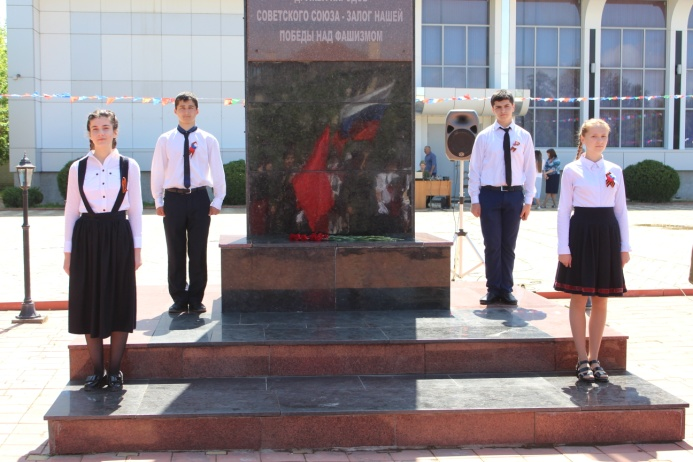 СОВЕТСКОГО СОЮЗА - ЗАЛОГ НАШЕЙ
ПОБЕДЫ НАД ФАШИЗМОМ